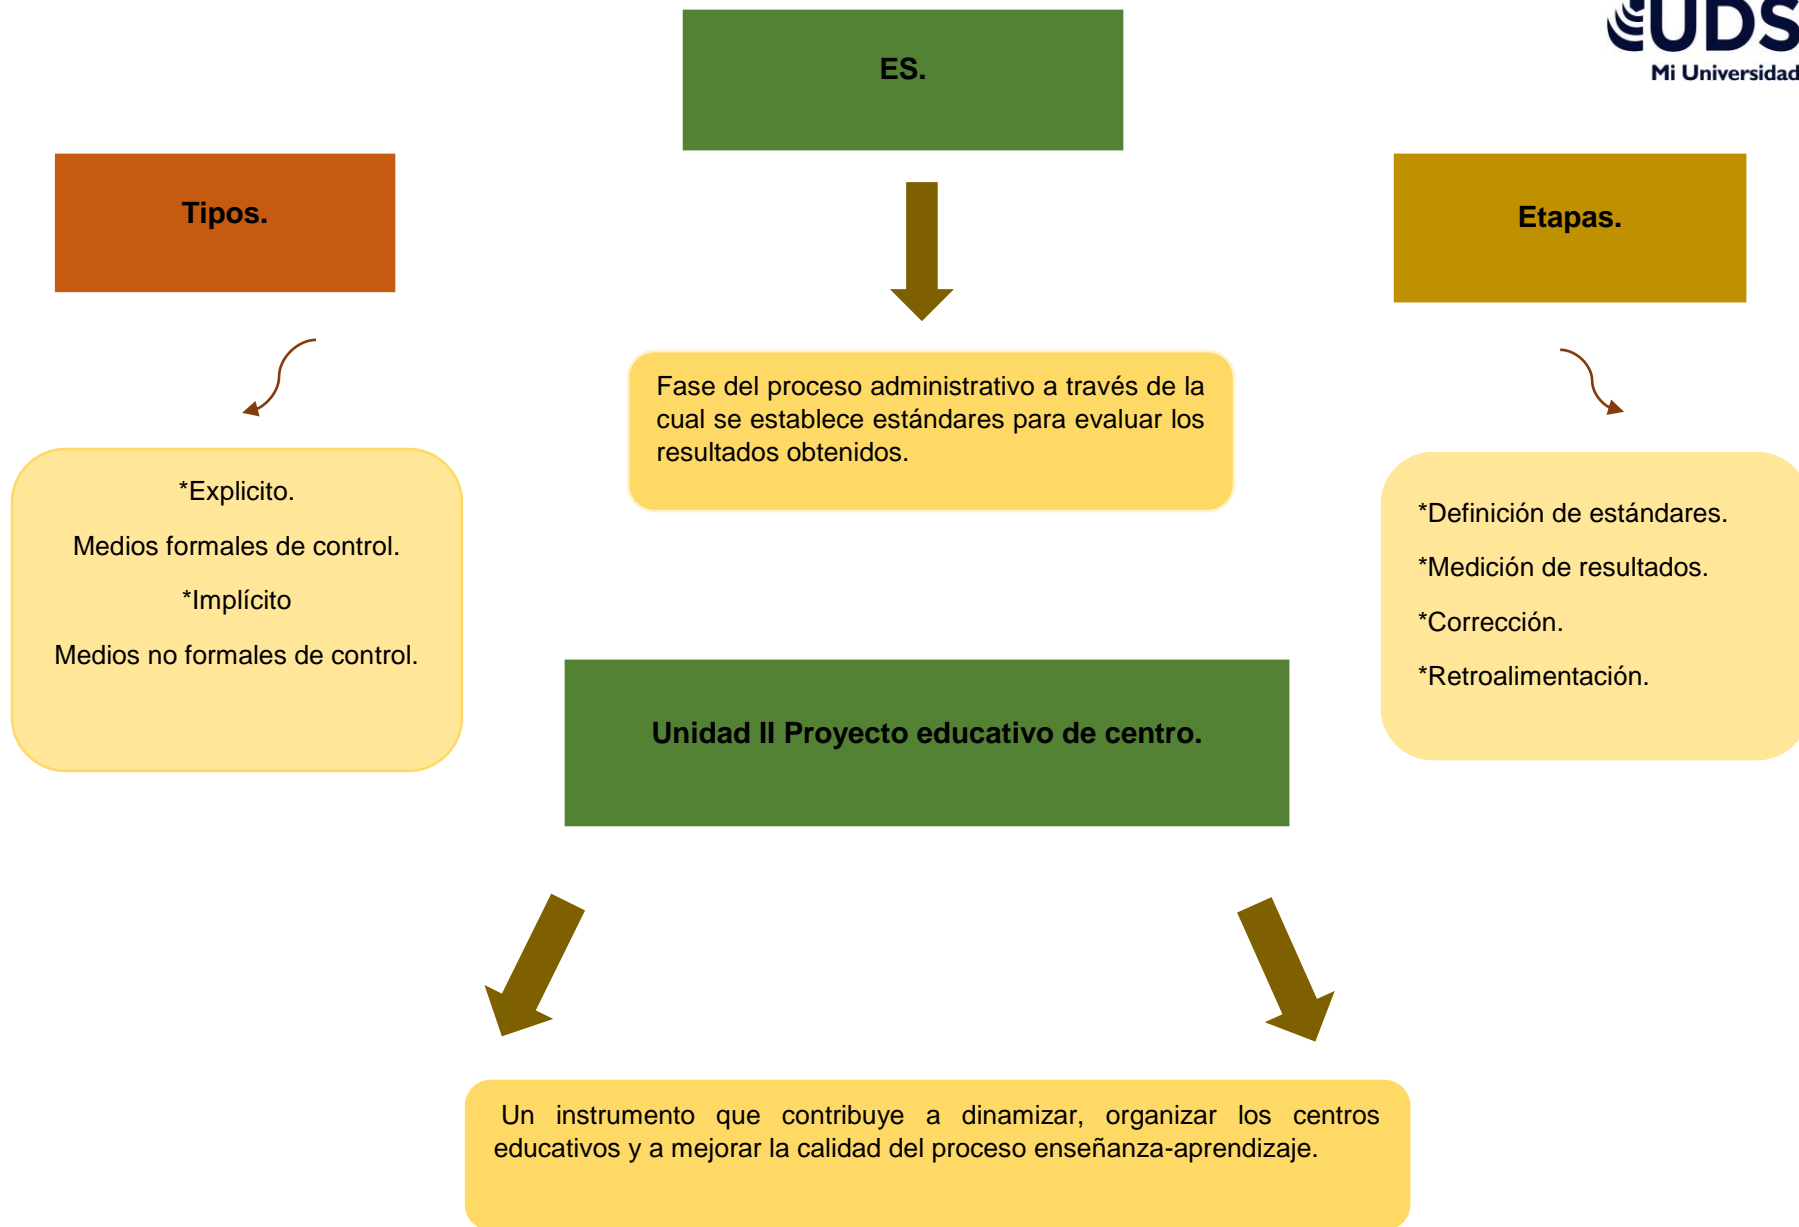 UDS
Mi Universidad
ES.
Tipos.
Etapas.
Fase del proceso administrativo a través de la
cual se establece estándares para evaluar los
resultados obtenidos.
*Explicito.
Medios formales de control.
*Implícito
Medios no formales de control.
*Definición de estándares.
*Medición de resultados.
*Corrección.
*Retroalimentación.
Unidad II Proyecto educativo de centro.
Un instrumento que contribuye a dinamizar, organizar los centros
educativos y a mejorar la calidad del proceso enseñanza-aprendizaje.